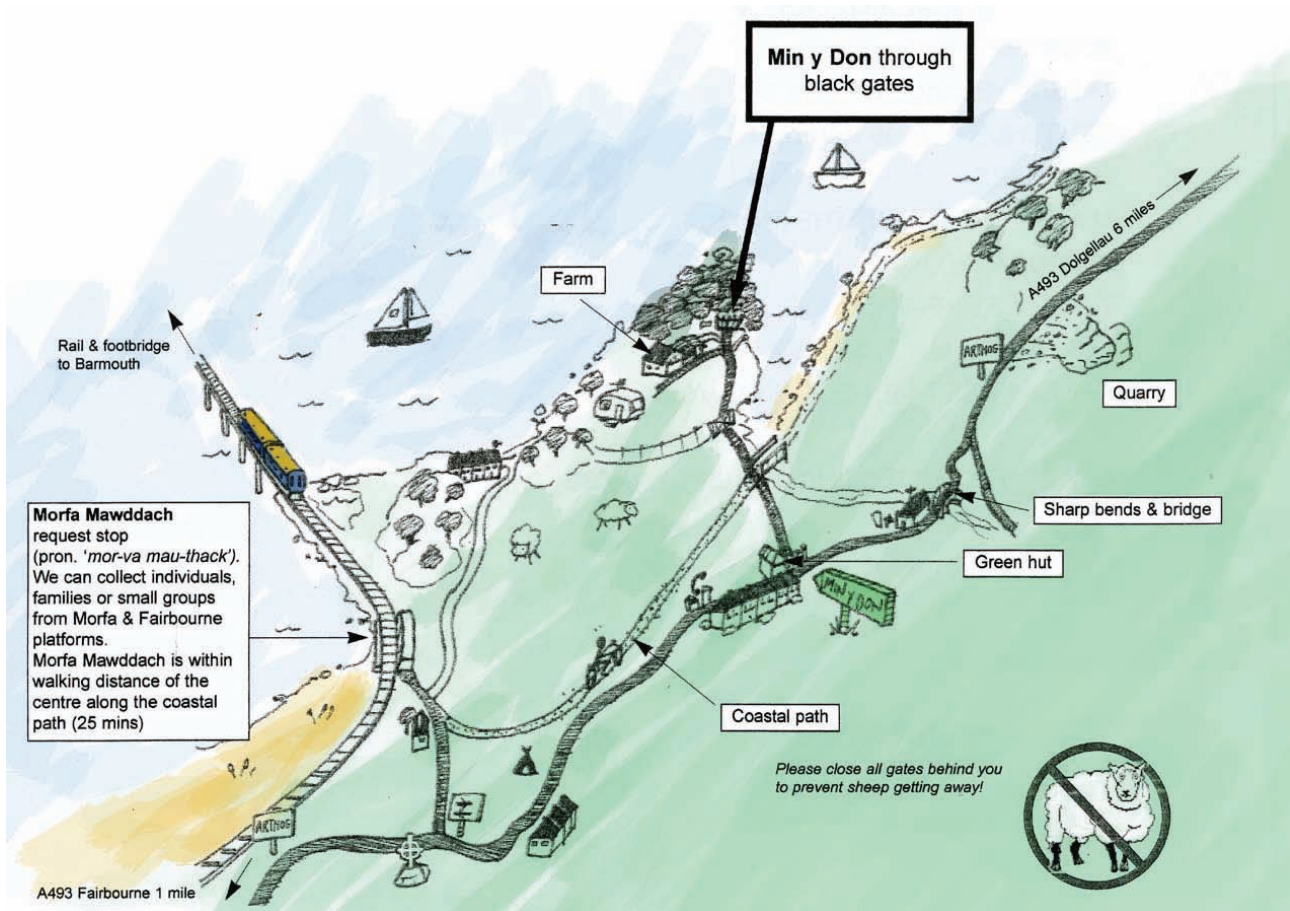 Min y Don through
black gates
Farm
A493 Dolgellau 6 miles
Rail & footbridge
to Barmouth
ARTHOG
Quarry
Morfa Mawddach
request stop
(pron. ‘mor-va mau-thack’).
We can collect individuals,
families or small groups
from Morfa & Fairbourne
platforms.
Morfa Mawddach is within
walking distance of the
centre along the coastal
path (25 mins)
Sharp bends & bridge
Green hut
MIN Y DON
Coastal path
Please close all gates behind you
to prevent sheep getting away!
ARTHOG
A493 Fairbourne 1 mile